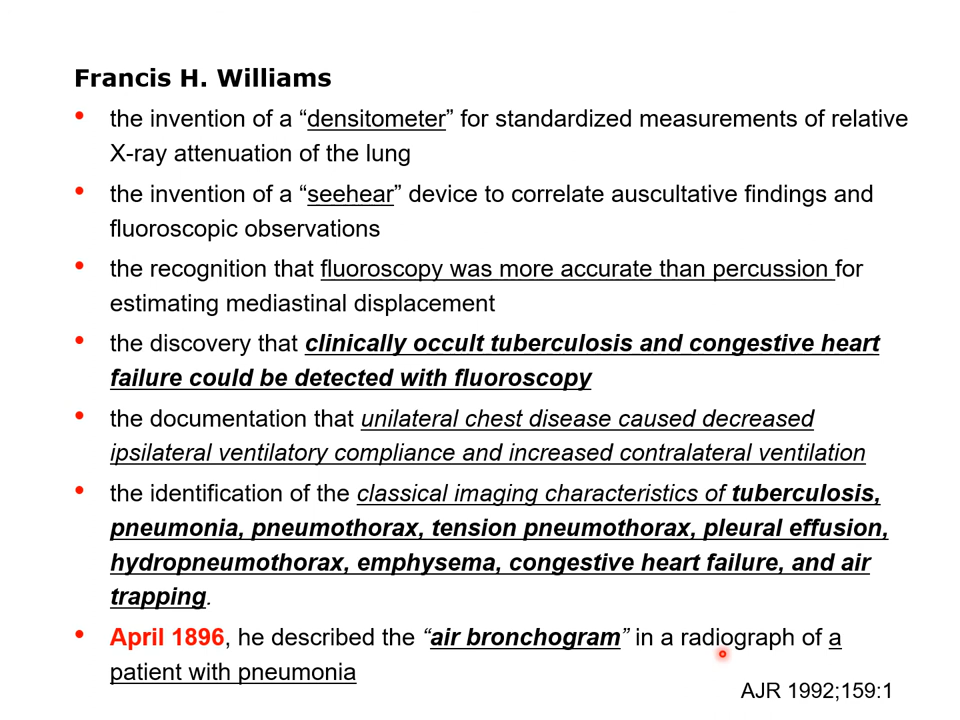 Francis H. Williams
• the invention of a “densitometer” for standardized measurements of relative
X-ray attenuation of the lung
• the invention of a “seehear” device to correlate auscultative findings and
fluoroscopic observations
• the recognition that fluoroscopy was more accurate than percussion for
estimating mediastinal displacement
• the discovery that clinically occult tuberculosis and congestive heart
failure could be detected with fluoroscopy
• the documentation that unilateral chest disease caused decreased
ipsilateral ventilatory compliance and increased contralateral ventilation
• the identification of the classical imaging characteristics of tuberculosis,
pneumonia, pneumothorax, tension pneumothorax, pleural effusion,
hydropneumothorax, emphysema, congestive heart failure, and air
trapping.
• April 1896, he described the “air bronchogram” in a radiograph of a
patient with pneumonia
AJR 1992;159:1